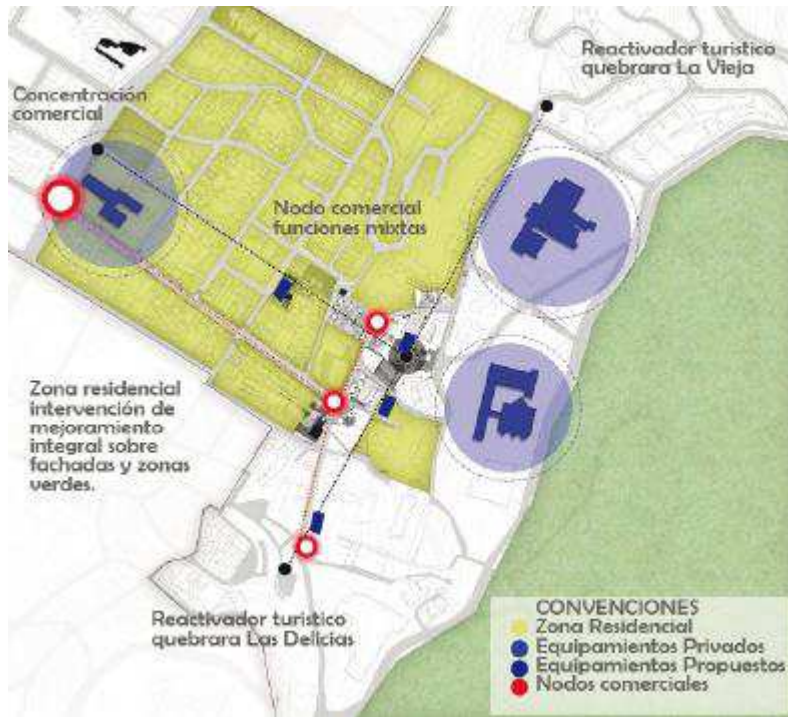 Reactivador turistico
quebrara La Vieja
Concentración
comercial
Nodo comercial
funciones mixtas
Zona residencial
intervención de
mejoramiento
integral sobre
fachadas y zonas
verdes.
Reactivador turistico
quebrara Las Delicias
CONVENCIONES
Zona Residencial
Equipamientos Privados
Equipamientos Propuestos
Nodos comerciales